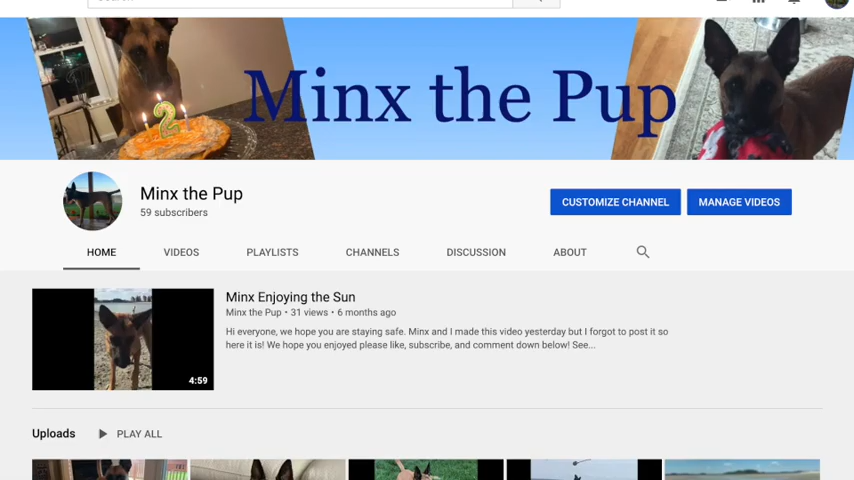 2
Minx the Pup
Minx the Pup
59 subscribers
CUSTOMIZE CHANNEL
MANAGE VIDEOS
HOME
VIDEOS
PLAYLISTS
CHANNELS
DISCUSSION
ABOUT
Minx Enjoying the Sun
Minx the Pup • 31 views • 6 months ago
Hi everyone, we hope you are staying safe. Minx and I made this video yesterday but I forgot to post it so
here it is! We hope you enjoyed please like, subscribe, and comment down below! See...
4:59
Uploads
PLAY ALL